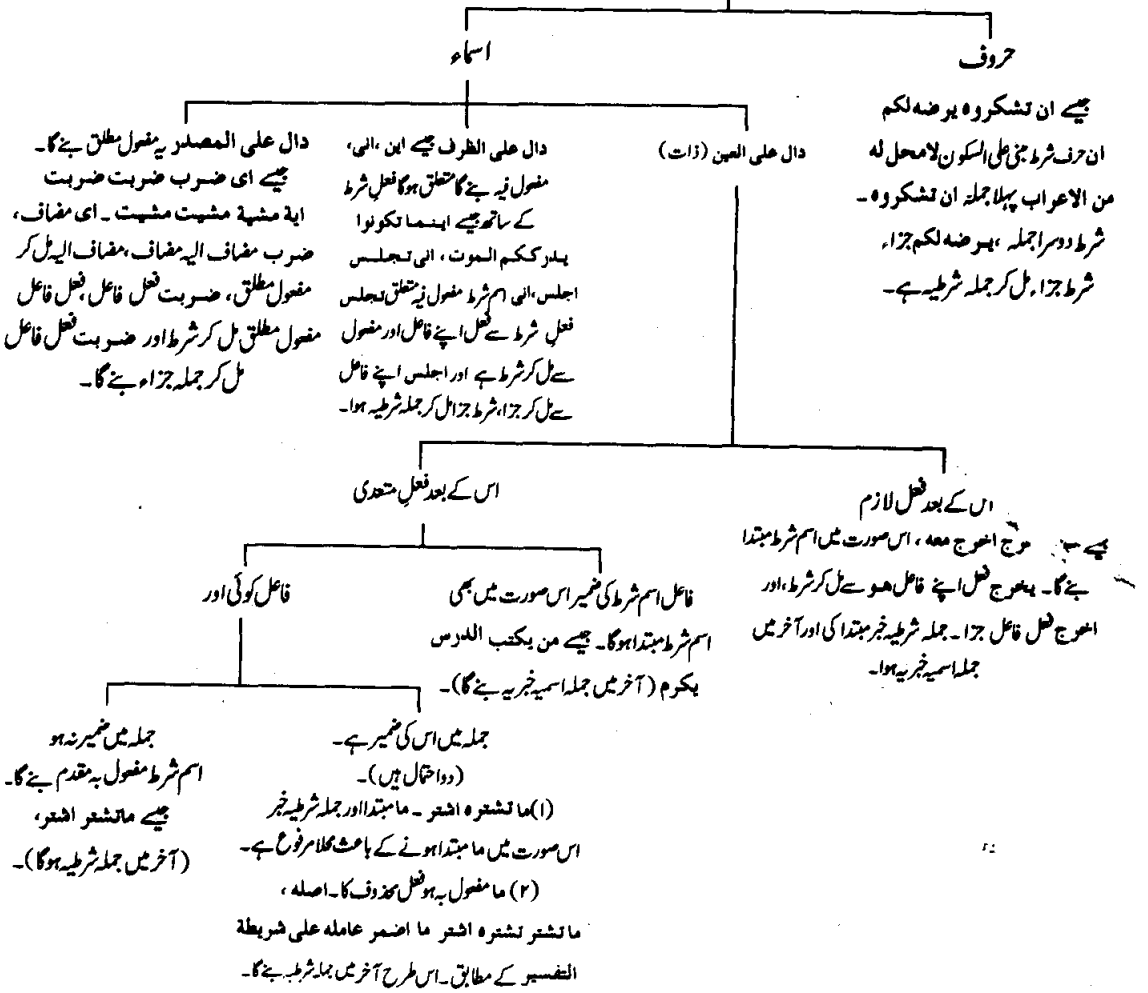 حروف
جیسے ان تشکروہ یرضہ لکم
ان حرف شرط مبنی علی السکون لا محل لہ
من الاعراب پہلا جملہ ان تشکروہ۔
شرط دوسرا جملہ ،یرضہ لکم جزاء
شرط جزاء مل کر جملہ شرطیہ ہے۔
اسماء
دال علی العین (ذات)
دال علی الظرف جیسے این ،انی،
مفعول فیہ بنے گا متعلق ہوگا فعل شرط
کے ساتھ جیسے اینما تکونوا
یدرککم الموت ، انی تجلس
اجلس ،انی اسم شرط مفعول فیہ متعلق تجلس
فعل شرط سے فعل اپنے فاعل اور مفعول
سے مل کر شرط ہے اور اجلس اپنے فاعل
سے مل کر جزا، شرط جزا مل کر جملہ شرطیہ ہوا۔
دال علی المصدر یہ مفعول مطلق بنے گا۔
جیسے ای ضرب ضربت ضربت
ایة مشیة مشیت مشیت ۔ ای مضاف،
ضرب مضاف الیہ مضاف ،مضاف الیہ مل کر
مفعول مطلق ، ضربت فعل فاعل ،فعل فاعل
مفعول مطلق مل کر شرط اور ضربت فعل فاعل
مل کر جملہ جزاء بنے گا۔
اس کے بعد فعل لازم
جیسے اخرج معہ ، اس صورت میں اسم شرط مبتدا
بنے گا۔ یخرج فعل اپنے فاعل ھو سے مل کر شرط ،اور
اخرج فعل فاعل جزا ۔ جملہ شرطیہ خبر مبتدا کی اور آخر میں
جملہ اسمیہ خبریہ ہوا۔
اس کے بعد فعل متعدی
فاعل اسم شرط کی ضمیر اس صورت میں بھی
اسم شرط مبتدا ہوگا۔ جیسے من یکتب الدرس
یکرم (آخر میں جملہ اسمیہ خبریہ بنے گا)۔
فاعل کوئی اور
جملہ میں اس کی ضمیر ہے۔
(دو احتمال ہیں)۔
(۱) ما تشترہ اشتر ۔ ما مبتدا اور جملہ شرطیہ خبر
اس صورت میں ما مبتدا ہونے کے باعث محلا مرفوع ہے۔
(۲) ما مفعول بہ ہو فعل محذوف کا۔ اصلہ ،
ما تشتر تشترہ اشتر ما اضمر عاملہ علی شریطة
التفسیر کے مطابق ۔ اس طرح آخر میں جملہ شرطیہ بنے گا۔
جملہ میں ضمیر نہ ہو
اسم شرط مفعول بہ مقدم بنے گا۔
جیسے ما تشتر اشتر،
(آخر میں جملہ شرطیہ ہوگا)۔